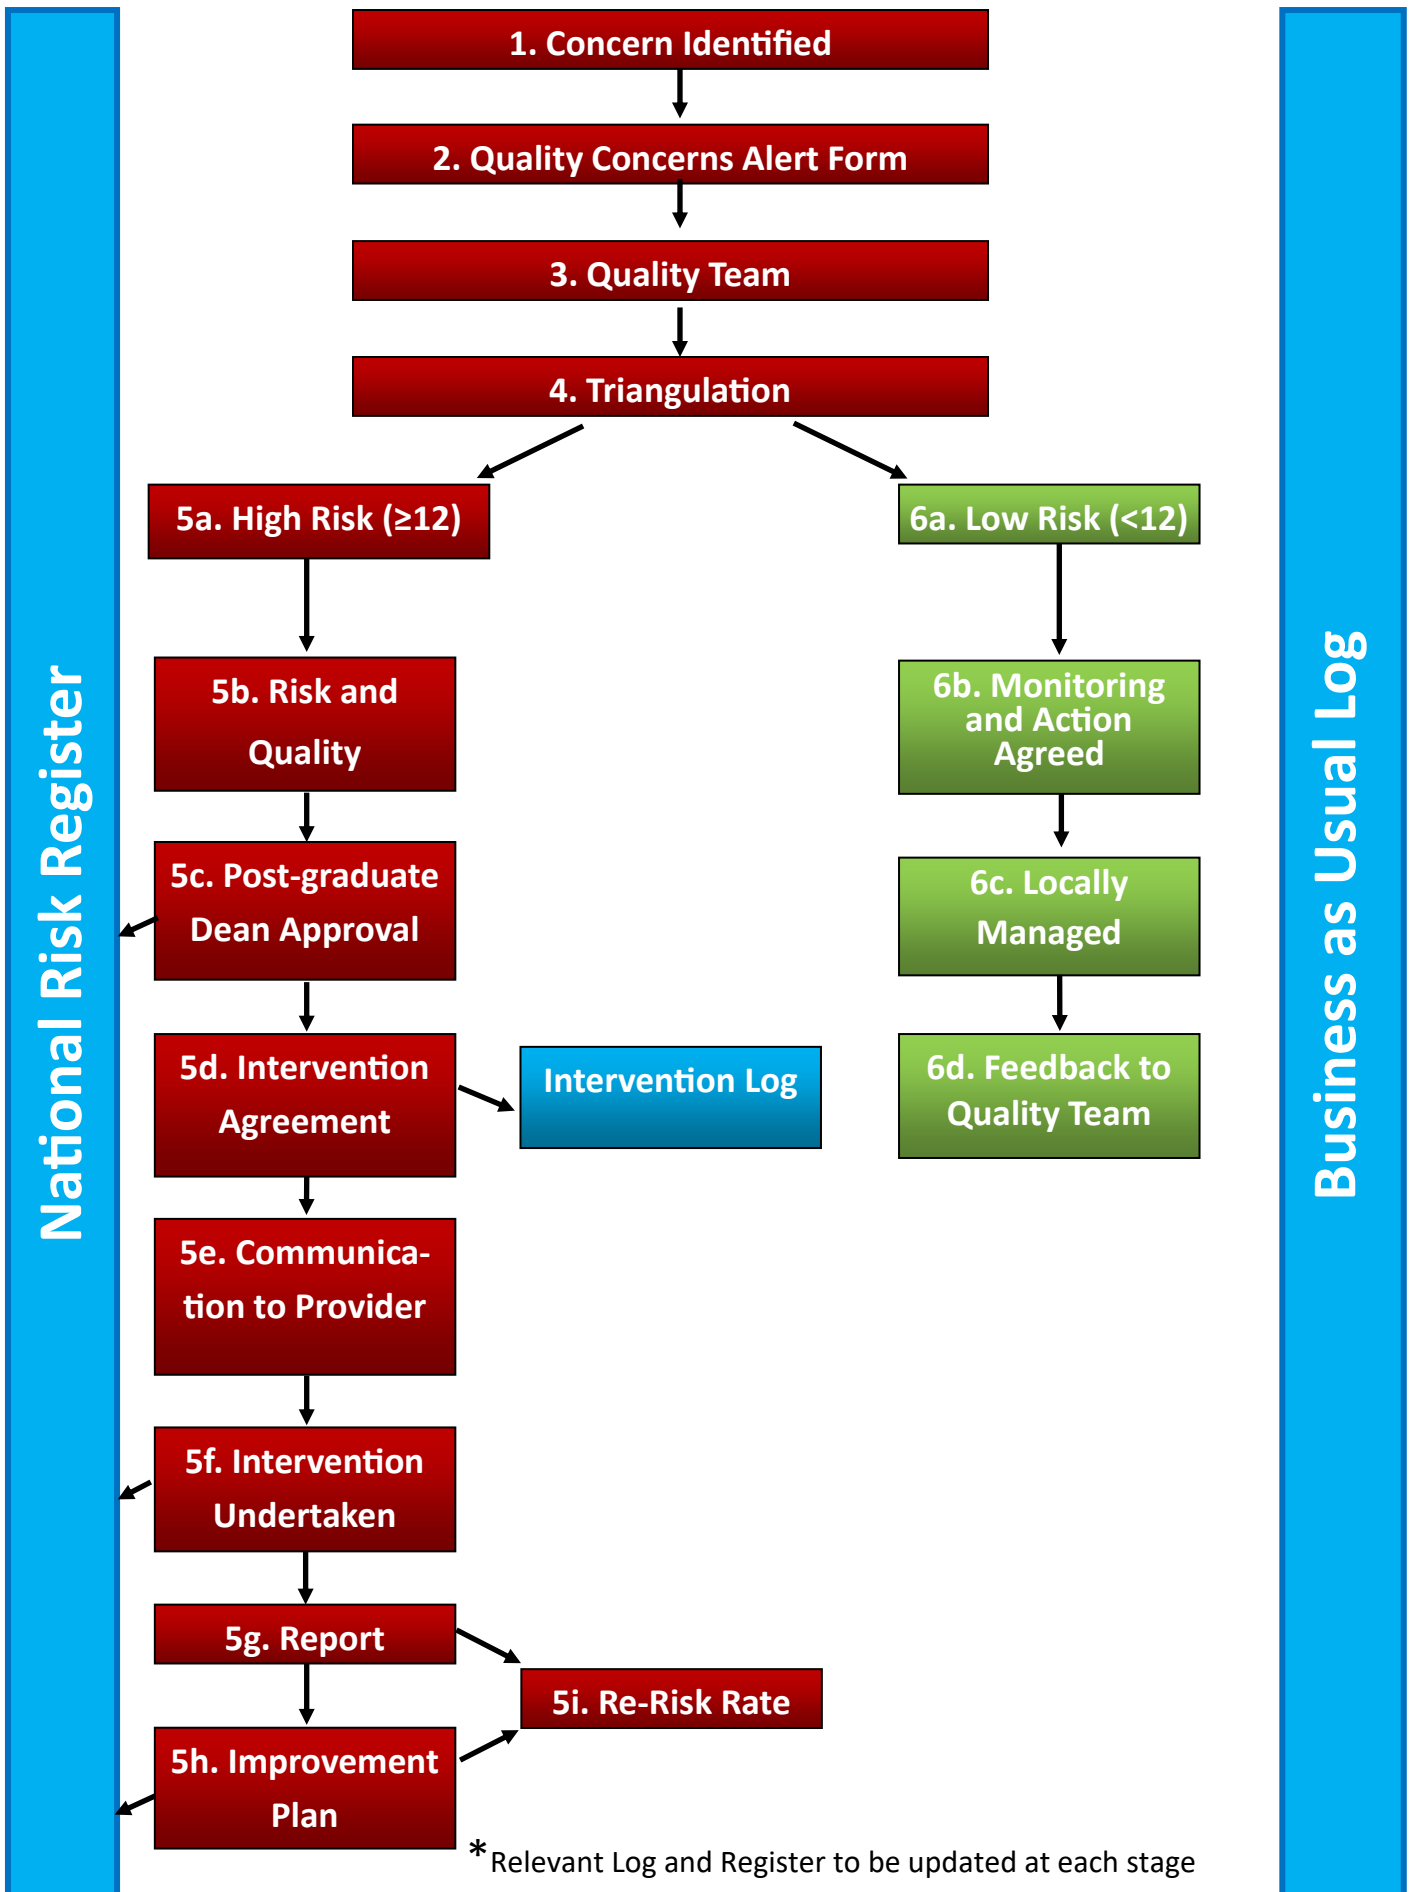 1. Concern Identified
2. Quality Concerns Alert Form
3. Quality Team
4. Triangulation
5a. High Risk (≥12)
6a. Low Risk (<12)
5b. Risk and
Quality
6b. Monitoring
and Action
Agreed
5c. Post-graduate
Dean Approval
6c. Locally
Managed
5d. Intervention
Agreement
Intervention Log
6d. Feedback to
Quality Team
5e. Communica-
tion to Provider
5f. Intervention
Undertaken
5g. Report
5i. Re-Risk Rate
5h. Improvement
Plan
*Relevant Log and Register to be updated at each stage
National Risk Register
Business as Usual Log